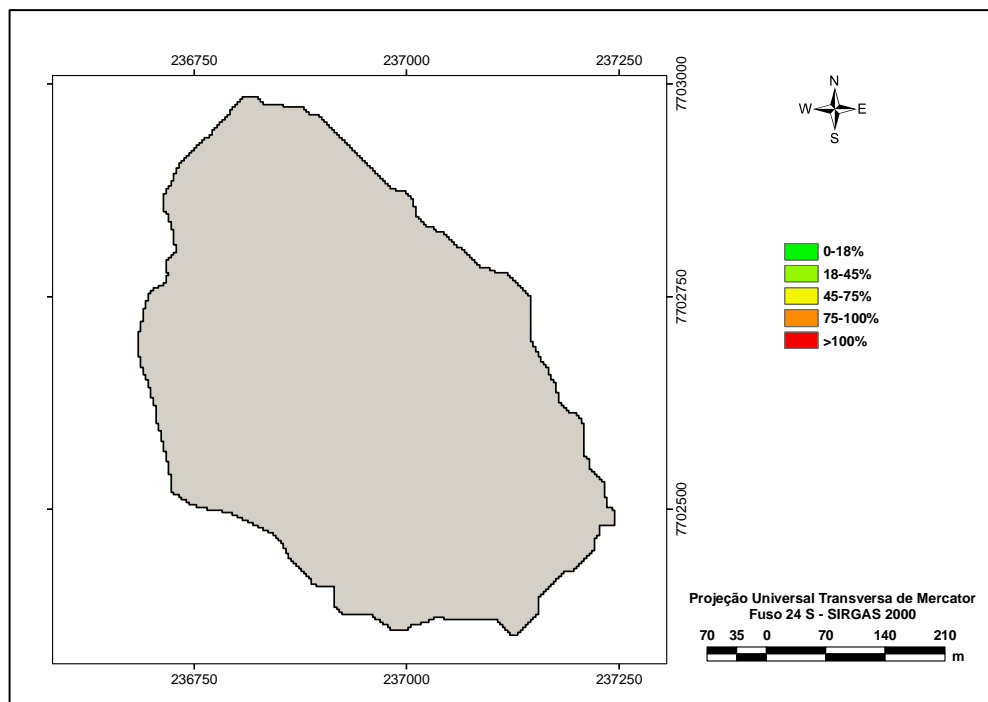 236750 237000 237250
7703000
N
W E
S
0-18%
18-45%
7702750
45-75%
75-100%
>100%
7702500
Projeção Universal Transversa de Mercator
Fuso 24 S - SIRGAS 2000
70 35 0 70 140 210
m
236750 237000 237250